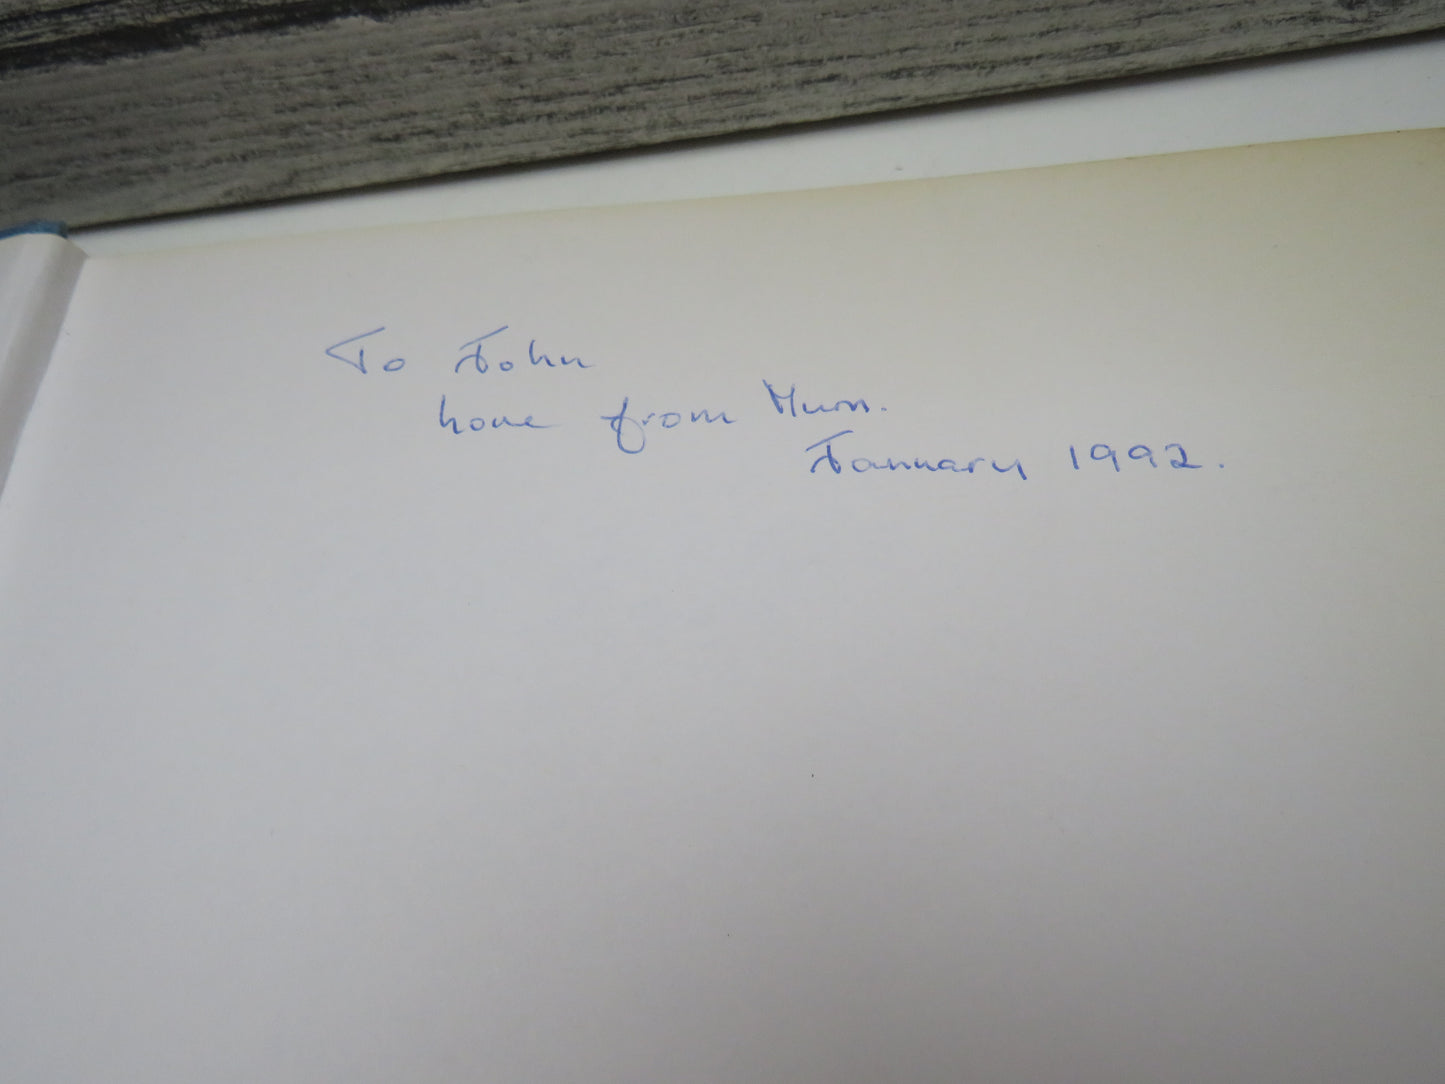 To John
love from Mum.
January 1992.